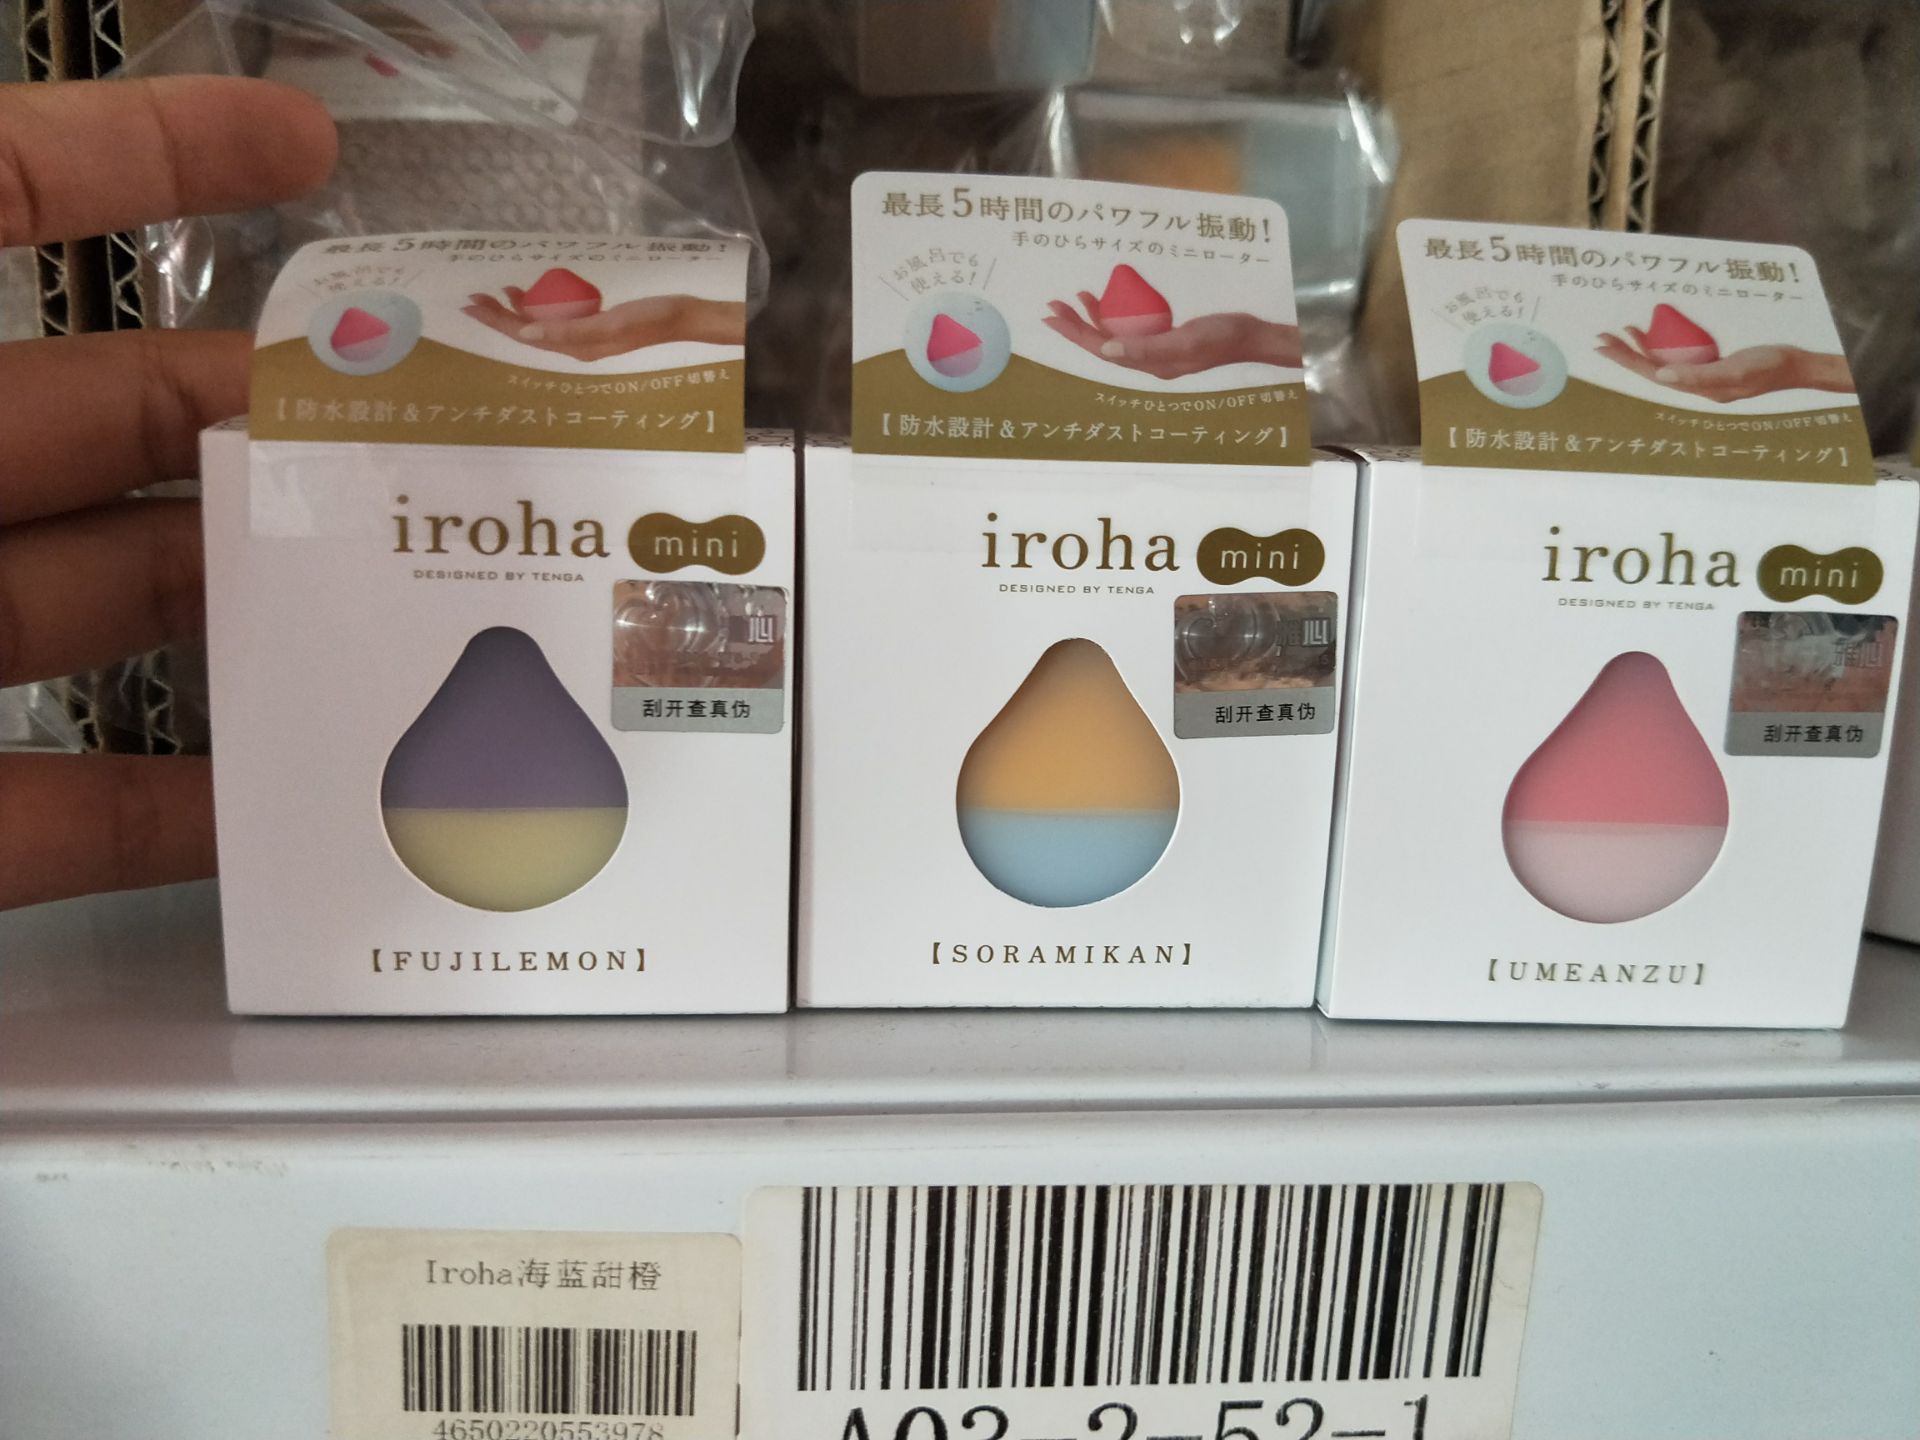 最長5時間のパワフル振動!
手のひらサイズのミニローター
お風呂でも
使える!
スイッチひとつでON/OFF切替え
【防水設計&アンチダストコーティング】
iroha mini
DESIGNED BY TENGA
刮开查真伪
【FUJILEMON】
最長5時間のパワフル振動!
手のひらサイズのミニローター
お風呂でも
使える!
スイッチひとつでON/OFF切替え
【防水設計&アンチダストコーティング】
iroha mini
DESIGNED BY TENGA
雅心
刮开查真伪
【SORAMIKAN】
最長5時間のパワフル振動!
手のひらサイズのミニローター
お風呂でも
使える!
スイッチひとつでON/OFF切替え
【防水設計&アンチダストコーティング】
iroha mini
DESIGNED BY TENGA
雅心
刮开查真伪
【UMEANZU】
Iroha海蓝甜橙
4650220553978
A03-2-52-1